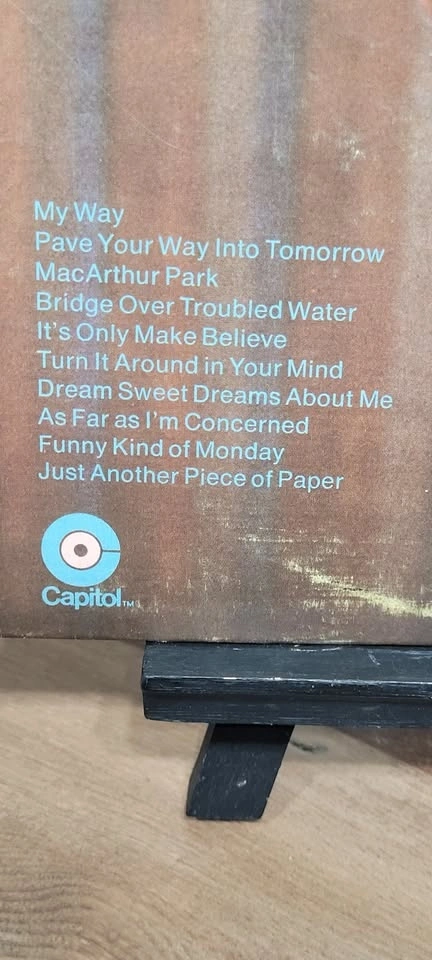 My Way
Pave Your Way Into Tomorrow
MacArthur Park
Bridge Over Troubled Water
It's Only Make Believe
Turn It Around in Your Mind
Dream Sweet Dreams About Me
As Far as I'm Concerned
Funny Kind of Monday
Just Another Piece of Paper
Capitol TM